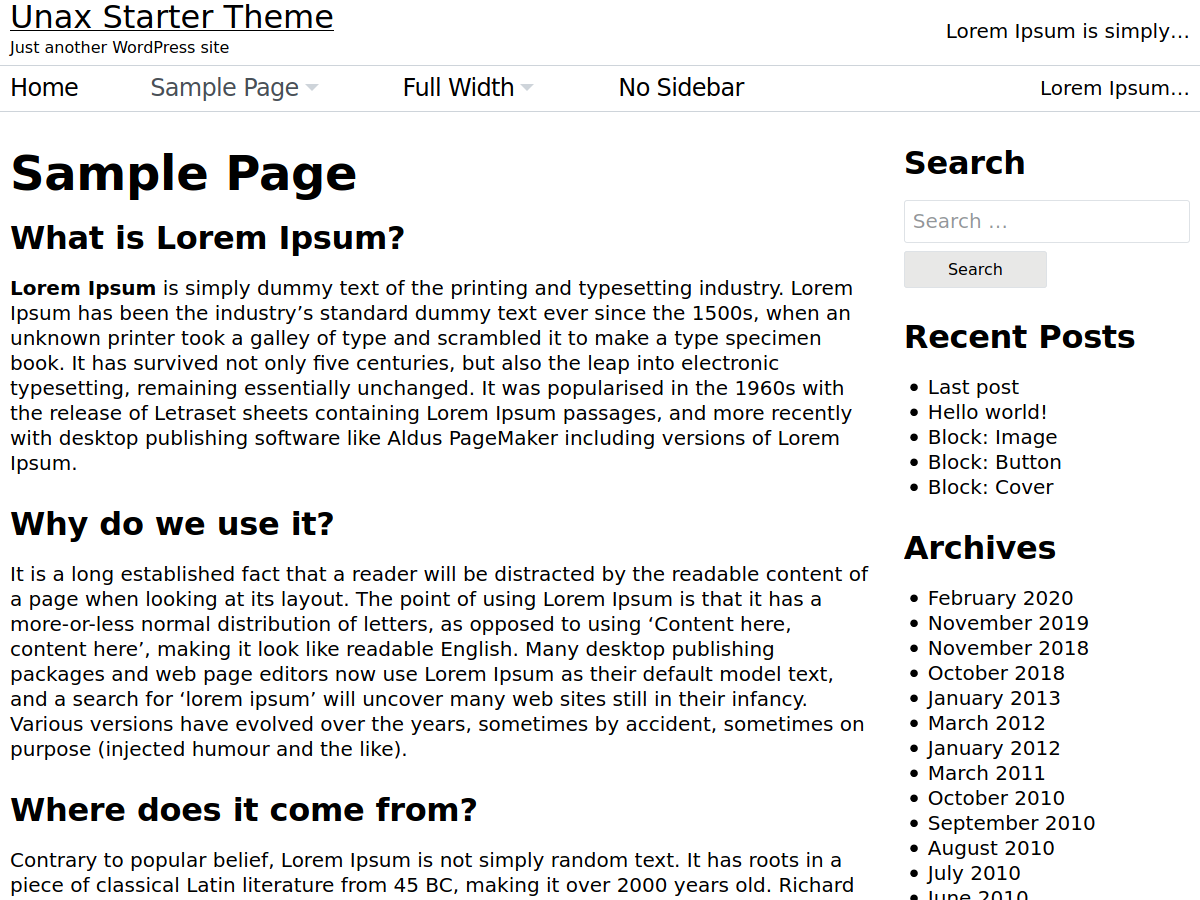 Unax Starter Theme
Just another WordPress site
Lorem Ipsum is simply…
Home
Sample Page
Full Width
No Sidebar
Lorem Ipsum…
Sample Page
What is Lorem Ipsum?
Lorem Ipsum is simply dummy text of the printing and typesetting industry. Lorem
Ipsum has been the industry’s standard dummy text ever since the 1500s, when an
unknown printer took a galley of type and scrambled it to make a type specimen
book. It has survived not only five centuries, but also the leap into electronic
typesetting, remaining essentially unchanged. It was popularised in the 1960s with
the release of Letraset sheets containing Lorem Ipsum passages, and more recently
with desktop publishing software like Aldus PageMaker including versions of Lorem
Ipsum.
Why do we use it?
It is a long established fact that a reader will be distracted by the readable content of
a page when looking at its layout. The point of using Lorem Ipsum is that it has a
more-or-less normal distribution of letters, as opposed to using ‘Content here,
content here’, making it look like readable English. Many desktop publishing
packages and web page editors now use Lorem Ipsum as their default model text,
and a search for ‘lorem ipsum’ will uncover many web sites still in their infancy.
Various versions have evolved over the years, sometimes by accident, sometimes on
purpose (injected humour and the like).
Where does it come from?
Contrary to popular belief, Lorem Ipsum is not simply random text. It has roots in a
piece of classical Latin literature from 45 BC, making it over 2000 years old. Richard
Search
Search …
Search
Recent Posts
Last post
Hello world!
Block: Image
Block: Button
Block: Cover
Archives
February 2020
November 2019
November 2018
October 2018
January 2013
March 2012
January 2012
March 2011
October 2010
September 2010
August 2010
July 2010
June 2010